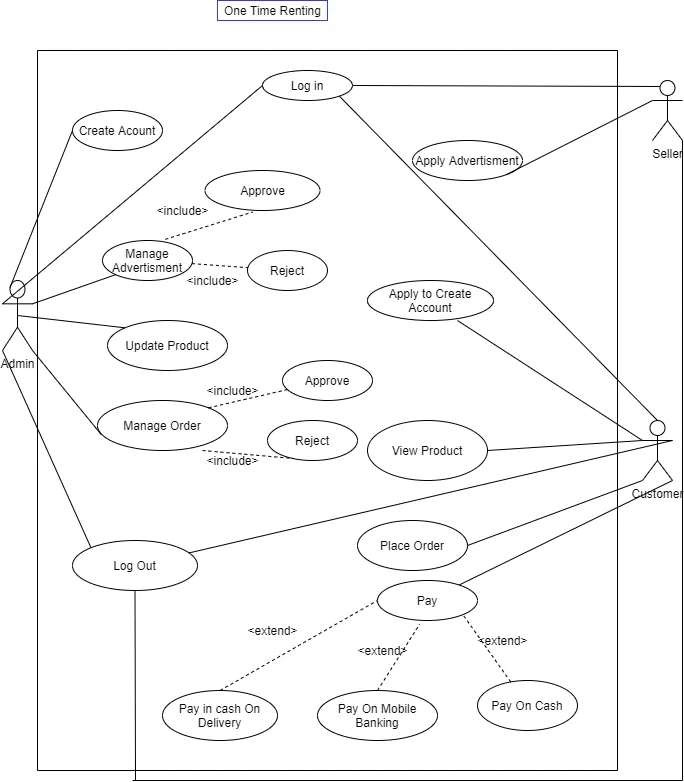 One Time Renting
Log in
Create Acount
Seller
Apply Advertisment
Approve
<include>
Manage
Advertisment
<include>
Reject
Apply to Create
Account
Update Product
Admin
Approve
<include>
Manage Order
Reject
<include>
View Product
Customer
Place Order
Log Out
Pay
<extend>
<extend>
<extend>
Pay in cash On
Delivery
Pay On Mobile
Banking
Pay On Cash